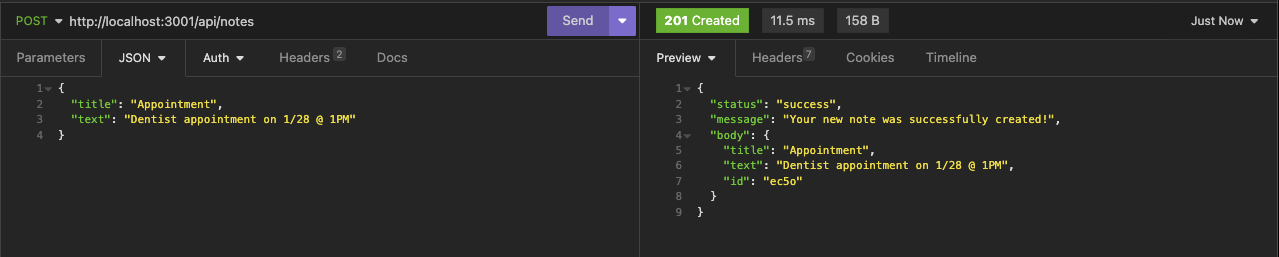 POST http://localhost:3001/api/notes Send
Parameters JSON Auth Headers 2 Docs
1 {
2 "title": "Appointment",
3 "text": "Dentist appointment on 1/28 @ 1PM"
4 }
201 Created 11.5 ms 158 B Just Now
Preview Headers 7 Cookies Timeline
1 {
2 "status": "success",
3 "message": "Your new note was successfully created!",
4 "body": {
5 "title": "Appointment",
6 "text": "Dentist appointment on 1/28 @ 1PM",
7 "id": "ec5o"
8 }
9 }